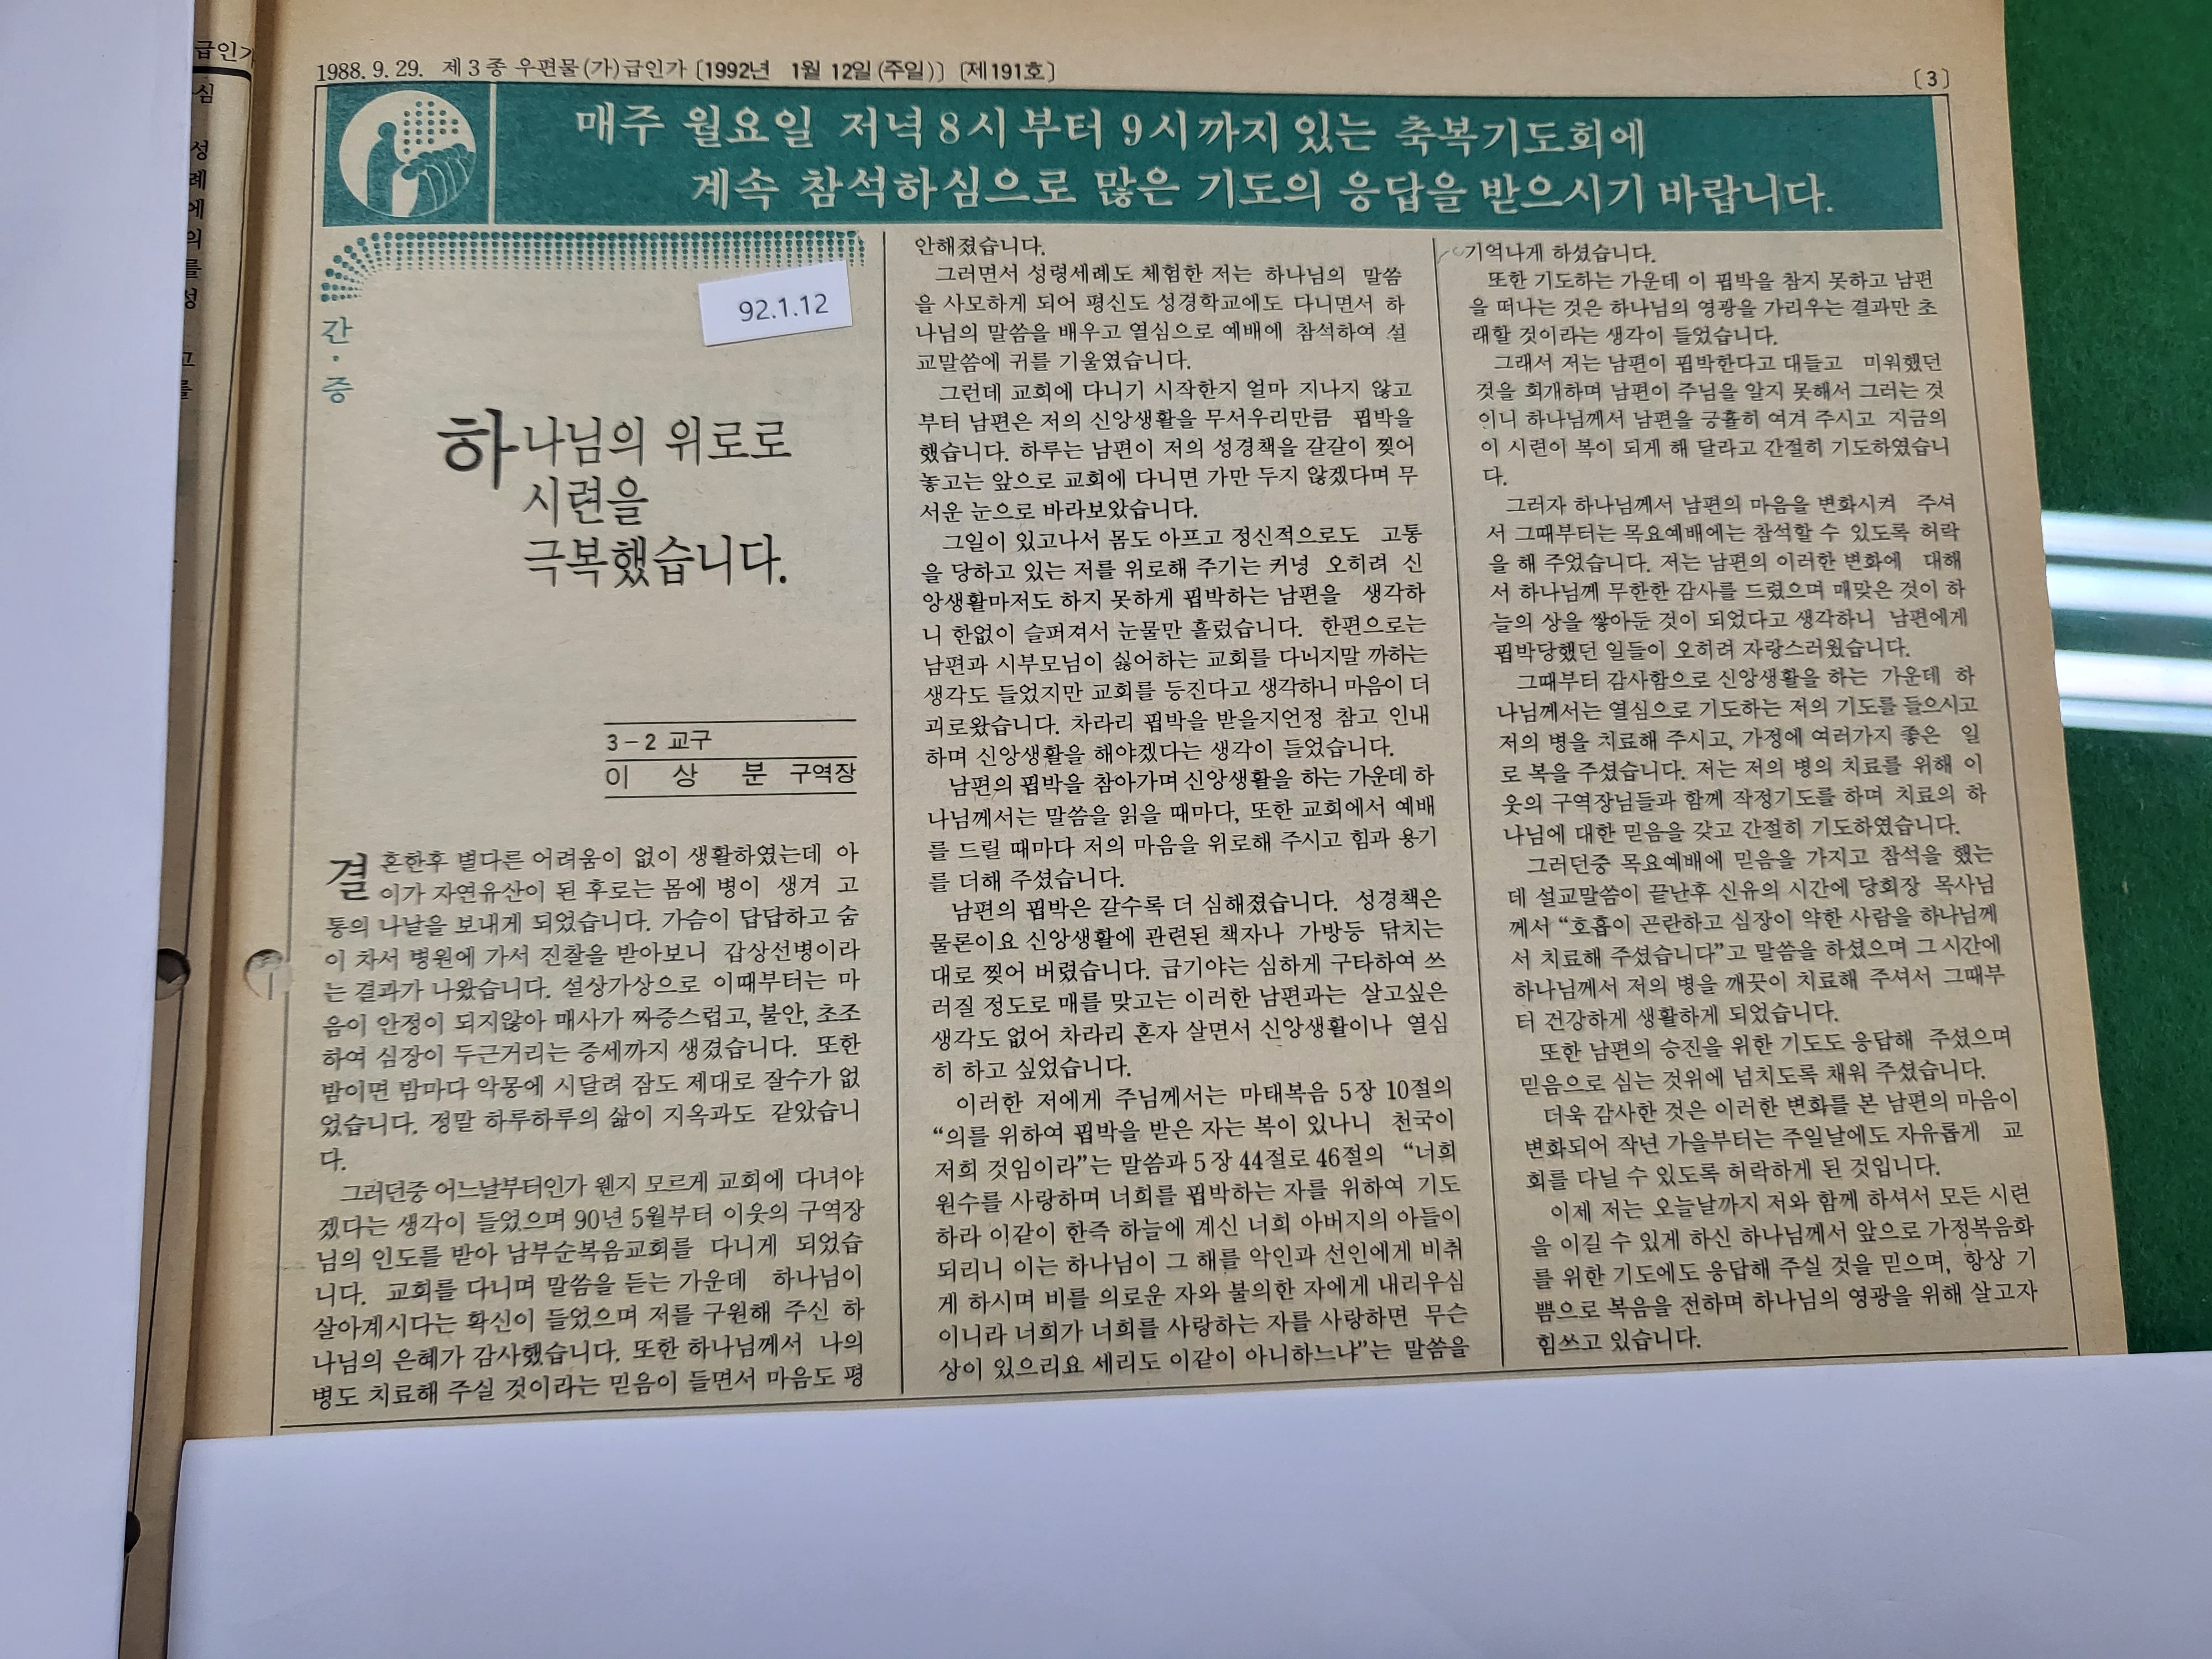 급인가
1988. 9. 29. 제3종 우편물(가)급인가 〔1992년 1월 12일(주일)〕 〔제191호〕
〔3〕
매주 월요일 저녁 8시부터 9시까지 있는 축복기도회에
계속 참석하심으로 많은 기도의 응답을 받으시기 바랍니다.
92.1.12
간·증
하나님의 위로로
시련을
극복했습니다.
3-2 교구
이 상 분 구역장
결혼한후 별다른 어려움이 없이 생활하였는데 아
이가 자연유산이 된 후로는 몸에 병이 생겨 고
통의 나날을 보내게 되었습니다. 가슴이 답답하고 숨
이 차서 병원에 가서 진찰을 받아보니 갑상선병이라
는 결과가 나왔습니다. 설상가상으로 이때부터는 마
음이 안정이 되지않아 매사가 짜증스럽고, 불안, 초조
하여 심장이 두근거리는 증세까지 생겼습니다. 또한
밤이면 밤마다 악몽에 시달려 잠도 제대로 잘수가 없
었습니다. 정말 하루하루의 삶이 지옥과도 같았습니
다.
그러던중 어느날부터인가 웬지 모르게 교회에 다녀야
겠다는 생각이 들었으며 90년 5월부터 이웃의 구역장
님의 인도를 받아 남부순복음교회를 다니게 되었습
니다. 교회를 다니며 말씀을 듣는 가운데 하나님이
살아계시다는 확신이 들었으며 저를 구원해 주신 하
나님의 은혜가 감사했습니다. 또한 하나님께서 나의
병도 치료해 주실 것이라는 믿음이 들면서 마음도 평
안해졌습니다.
그러면서 성령세례도 체험한 저는 하나님의 말씀
을 사모하게 되어 평신도 성경학교에도 다니면서 하
나님의 말씀을 배우고 열심으로 예배에 참석하여 설
교말씀에 귀를 기울였습니다.
그런데 교회에 다니기 시작한지 얼마 지나지 않고
부터 남편은 저의 신앙생활을 무서우리만큼 핍박을
했습니다. 하루는 남편이 저의 성경책을 갈갈이 찢어
놓고는 앞으로 교회에 다니면 가만 두지 않겠다며 무
서운 눈으로 바라보았습니다.
그일이 있고나서 몸도 아프고 정신적으로도 고통
을 당하고 있는 저를 위로해 주기는 커녕 오히려 신
앙생활마저도 하지 못하게 핍박하는 남편을 생각하
니 한없이 슬퍼져서 눈물만 흘렀습니다. 한편으로는
남편과 시부모님이 싫어하는 교회를 다니지말 까하는
생각도 들었지만 교회를 등진다고 생각하니 마음이 더
괴로왔습니다. 차라리 핍박을 받을지언정 참고 인내
하며 신앙생활을 해야겠다는 생각이 들었습니다.
남편의 핍박을 참아가며 신앙생활을 하는 가운데 하
나님께서는 말씀을 읽을 때마다, 또한 교회에서 예배
를 드릴 때마다 저의 마음을 위로해 주시고 힘과 용기
를 더해 주셨습니다.
남편의 핍박은 갈수록 더 심해졌습니다. 성경책은
물론이요 신앙생활에 관련된 책자나 가방등 닦치는
대로 찢어 버렸습니다. 급기야는 심하게 구타하여 쓰
러질 정도로 매를 맞고는 이러한 남편과는 살고싶은
생각도 없어 차라리 혼자 살면서 신앙생활이나 열심
히 하고 싶었습니다.
이러한 저에게 주님께서는 마태복음 5장 10절의
“의를 위하여 핍박을 받은 자는 복이 있나니 천국이
저희 것임이라”는 말씀과 5장 44절로 46절의 “너희
원수를 사랑하며 너희를 핍박하는 자를 위하여 기도
하라 이같이 한즉 하늘에 계신 너희 아버지의 아들이
되리니 이는 하나님이 그 해를 악인과 선인에게 비취
게 하시며 비를 의로운 자와 불의한 자에게 내리우심
이니라 너희가 너희를 사랑하는 자를 사랑하면 무슨
상이 있으리요 세리도 이같이 아니하느냐”는 말씀을
기억나게 하셨습니다.
또한 기도하는 가운데 이 핍박을 참지 못하고 남편
을 떠나는 것은 하나님의 영광을 가리우는 결과만 초
래할 것이라는 생각이 들었습니다.
그래서 저는 남편이 핍박한다고 대들고 미워했던
것을 회개하며 남편이 주님을 알지 못해서 그러는 것
이니 하나님께서 남편을 긍휼히 여겨 주시고 지금의
이 시련이 복이 되게 해 달라고 간절히 기도하였습니
다.
그러자 하나님께서 남편의 마음을 변화시켜 주셔
서 그때부터는 목요예배에는 참석할 수 있도록 허락
을 해 주었습니다. 저는 남편의 이러한 변화에 대해
서 하나님께 무한한 감사를 드렸으며 매맞은 것이 하
늘의 상을 쌓아둔 것이 되었다고 생각하니 남편에게
핍박당했던 일들이 오히려 자랑스러웠습니다.
그때부터 감사함으로 신앙생활을 하는 가운데 하
나님께서는 열심으로 기도하는 저의 기도를 들으시고
저의 병을 치료해 주시고, 가정에 여러가지 좋은 일
로 복을 주셨습니다. 저는 저의 병의 치료를 위해 이
웃의 구역장님들과 함께 작정기도를 하며 치료의 하
나님에 대한 믿음을 갖고 간절히 기도하였습니다.
그러던중 목요예배에 믿음을 가지고 참석을 했는
데 설교말씀이 끝난후 신유의 시간에 당회장 목사님
께서 “호흡이 곤란하고 심장이 약한 사람을 하나님께
서 치료해 주셨습니다”고 말씀을 하셨으며 그 시간에
하나님께서 저의 병을 깨끗이 치료해 주셔서 그때부
터 건강하게 생활하게 되었습니다.
또한 남편의 승진을 위한 기도도 응답해 주셨으며
믿음으로 심는 것위에 넘치도록 채워 주셨습니다.
더욱 감사한 것은 이러한 변화를 본 남편의 마음이
변화되어 작년 가을부터는 주일날에도 자유롭게 교
회를 다닐 수 있도록 허락하게 된 것입니다.
이제 저는 오늘날까지 저와 함께 하셔서 모든 시련
을 이길 수 있게 하신 하나님께서 앞으로 가정복음화
를 위한 기도에도 응답해 주실 것을 믿으며, 항상 기
쁨으로 복음을 전하며 하나님의 영광을 위해 살고자
힘쓰고 있습니다.